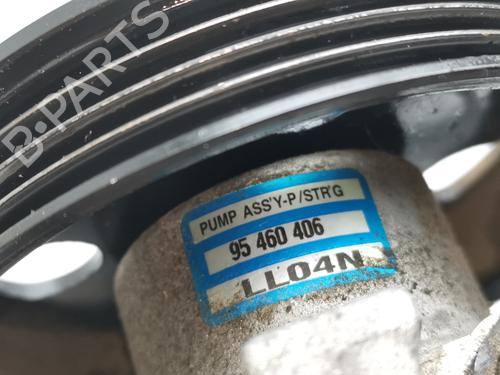 B-PARTS
PUMP ASS'Y-P/STR'G
95 460 406
LL04N